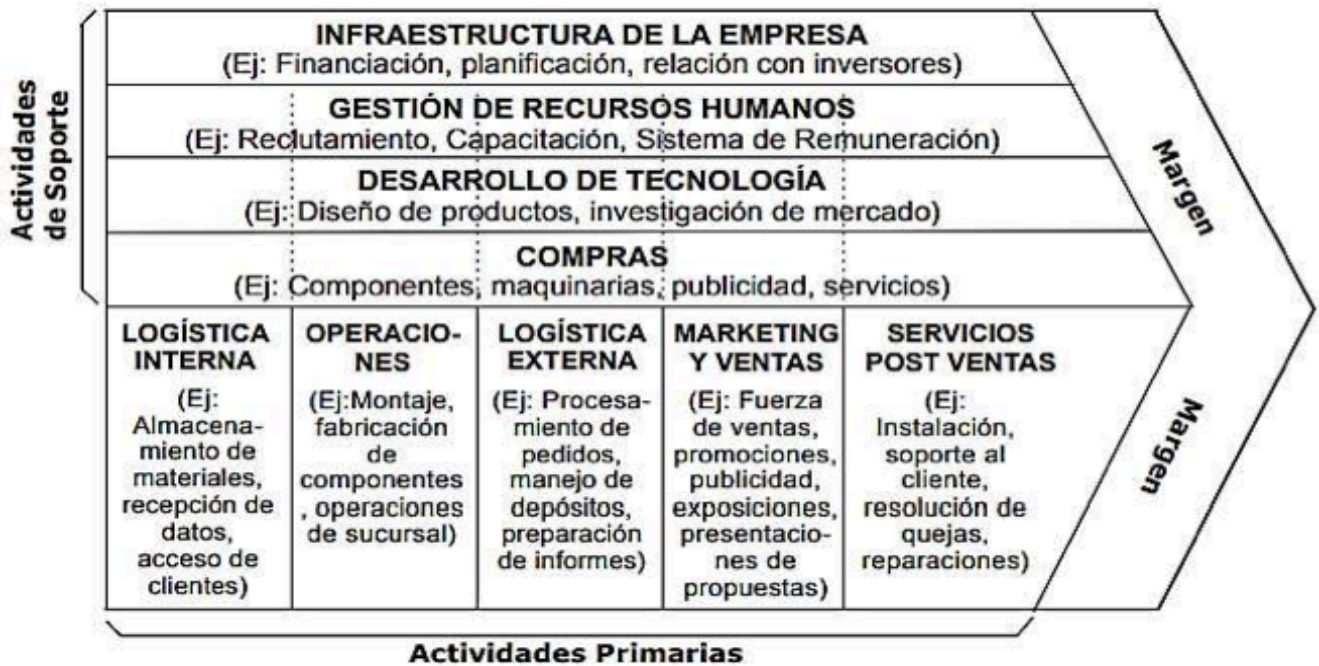 Actividades
de Soporte
INFRAESTRUCTURA DE LA EMPRESA
(Ej: Financiación, planificación, relación con inversores)
GESTIÓN DE RECURSOS HUMANOS
(Ej: Reclutamiento, Capacitación, Sistema de Remuneración)
DESARROLLO DE TECNOLOGÍA
(Ej: Diseño de productos, investigación de mercado)
COMPRAS
(Ej: Componentes, maquinarias, publicidad, servicios)
LOGÍSTICA
INTERNA
(Ej:
Almacena-
miento de
materiales,
recepción de
datos,
acceso de
clientes)
OPERACIO-
NES
(Ej:Montaje,
fabricación
de
componentes
, operaciones
de sucursal)
LOGÍSTICA
EXTERNA
(Ej: Procesa-
miento de
pedidos,
manejo de
depósitos,
preparación
de informes)
MARKETING
Y VENTAS
(Ej: Fuerza
de ventas,
promociones,
publicidad,
exposiciones,
presentacio-
nes de
propuestas)
SERVICIOS
POST VENTAS
(Ej:
Instalación,
soporte al
cliente,
resolución de
quejas,
reparaciones)
Margen
Margen
Actividades Primarias